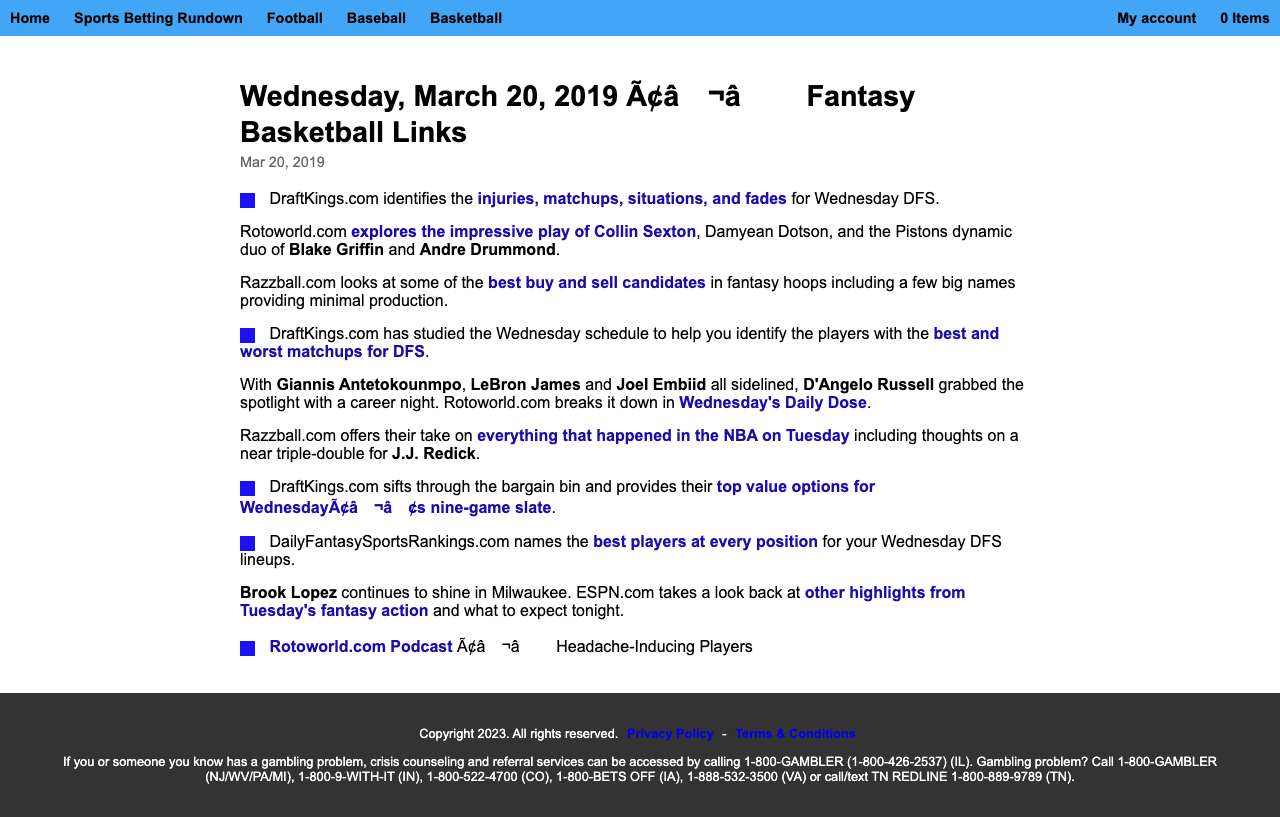 Home Sports Betting Rundown Football Baseball Basketball My account 0 Items
Wednesday, March 20, 2019 Ã¢â ¬â Fantasy
Basketball Links
Mar 20, 2019
DraftKings.com identifies the injuries, matchups, situations, and fades for Wednesday DFS.
Rotoworld.com explores the impressive play of Collin Sexton, Damyean Dotson, and the Pistons dynamic
duo of Blake Griffin and Andre Drummond.
Razzball.com looks at some of the best buy and sell candidates in fantasy hoops including a few big names
providing minimal production.
DraftKings.com has studied the Wednesday schedule to help you identify the players with the best and
worst matchups for DFS.
With Giannis Antetokounmpo, LeBron James and Joel Embiid all sidelined, D'Angelo Russell grabbed the
spotlight with a career night. Rotoworld.com breaks it down in Wednesday's Daily Dose.
Razzball.com offers their take on everything that happened in the NBA on Tuesday including thoughts on a
near triple-double for J.J. Redick.
DraftKings.com sifts through the bargain bin and provides their top value options for
WednesdayÃ¢â ¬â ¢s nine-game slate.
DailyFantasySportsRankings.com names the best players at every position for your Wednesday DFS
lineups.
Brook Lopez continues to shine in Milwaukee. ESPN.com takes a look back at other highlights from
Tuesday's fantasy action and what to expect tonight.
Rotoworld.com Podcast Ã¢â ¬â Headache-Inducing Players
Copyright 2023. All rights reserved. Privacy Policy - Terms & Conditions
If you or someone you know has a gambling problem, crisis counseling and referral services can be accessed by calling 1-800-GAMBLER (1-800-426-2537) (IL). Gambling problem? Call 1-800-GAMBLER
(NJ/WV/PA/MI), 1-800-9-WITH-IT (IN), 1-800-522-4700 (CO), 1-800-BETS OFF (IA), 1-888-532-3500 (VA) or call/text TN REDLINE 1-800-889-9789 (TN).